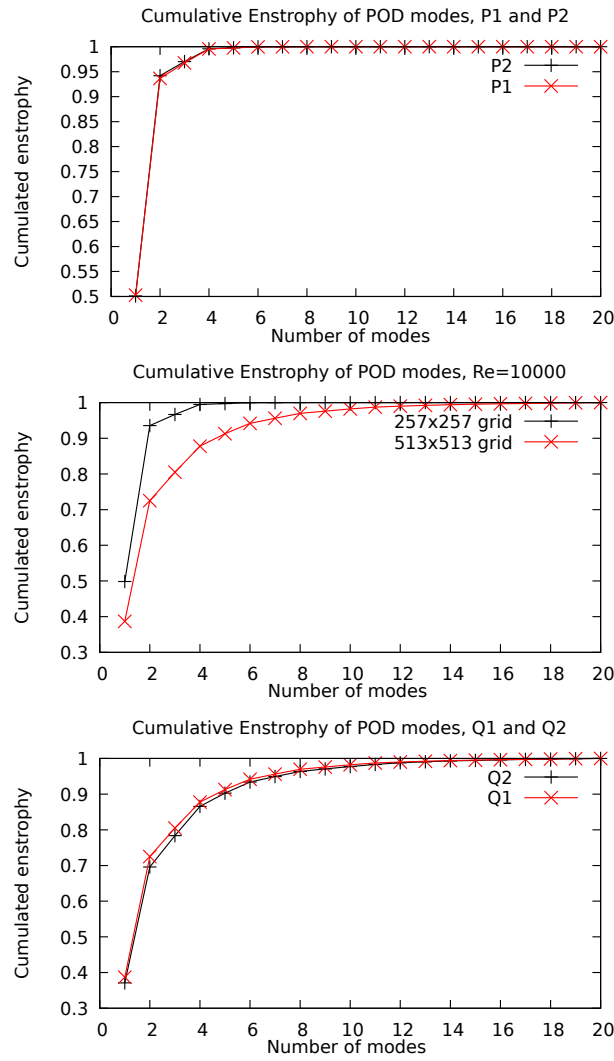 Cumulative Enstrophy of POD modes, P1 and P2
1
0.95
0.9
0.85
0.8
0.75
0.7
0.65
0.6
0.55
0.5
Cumulated enstrophy
P2
P1
0 2 4 6 8 10 12 14 16 18 20
Number of modes
Cumulative Enstrophy of POD modes, Re=10000
1
0.9
0.8
0.7
0.6
0.5
0.4
0.3
Cumulated enstrophy
257x257 grid
513x513 grid
0 2 4 6 8 10 12 14 16 18 20
Number of modes
Cumulative Enstrophy of POD modes, Q1 and Q2
1
0.9
0.8
0.7
0.6
0.5
0.4
0.3
Cumulated enstrophy
Q2
Q1
0 2 4 6 8 10 12 14 16 18 20
Number of modes